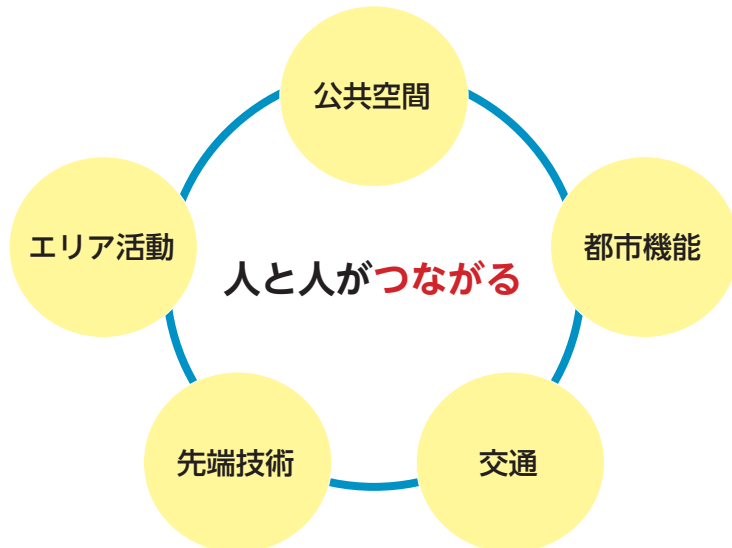 公共空間
エリア活動
都市機能
人と人がつながる
先端技術
交通